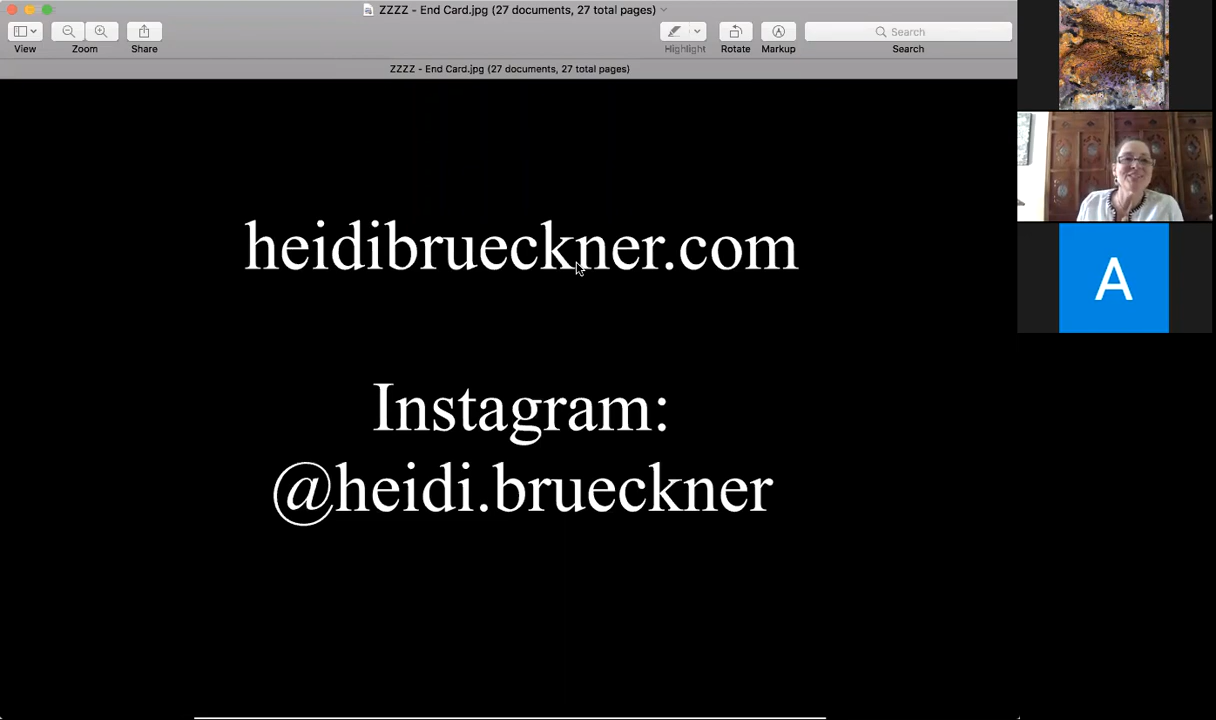 ZZZZ - End Card.jpg (27 documents, 27 total pages)
View
Zoom
Share
Highlight
Rotate
Markup
Search
Search
ZZZZ - End Card.jpg (27 documents, 27 total pages)
heidibrueckner.com
Instagram:
@heidi.brueckner
A